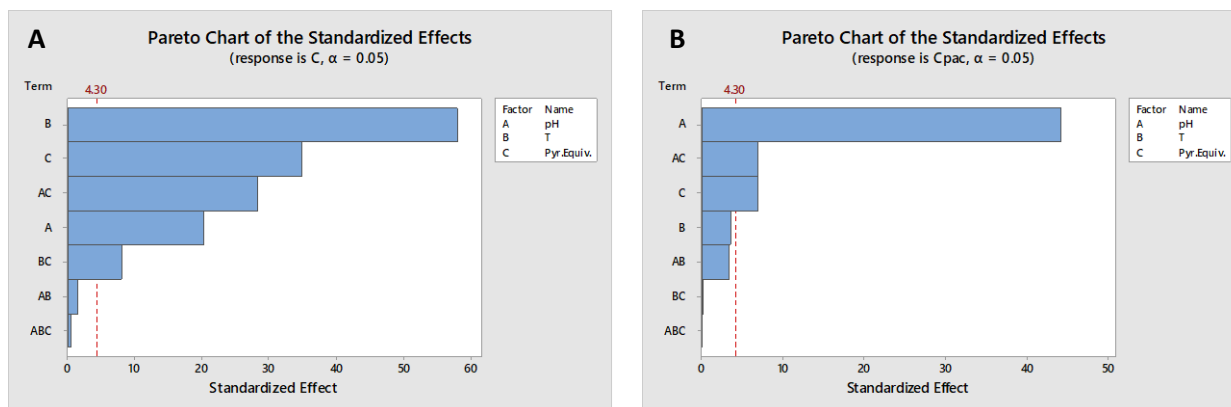 A
Pareto Chart of the Standardized Effects
(response is C, α = 0.05)
Term
4.30
B
C
AC
A
BC
AB
ABC
0 10 20 30 40 50 60
Standardized Effect
Factor Name
A pH
B T
C Pyr.Equiv.
B
Pareto Chart of the Standardized Effects
(response is Cpac, α = 0.05)
Term
4.30
A
AC
C
B
AB
BC
ABC
0 10 20 30 40 50
Standardized Effect
Factor Name
A pH
B T
C Pyr.Equiv.